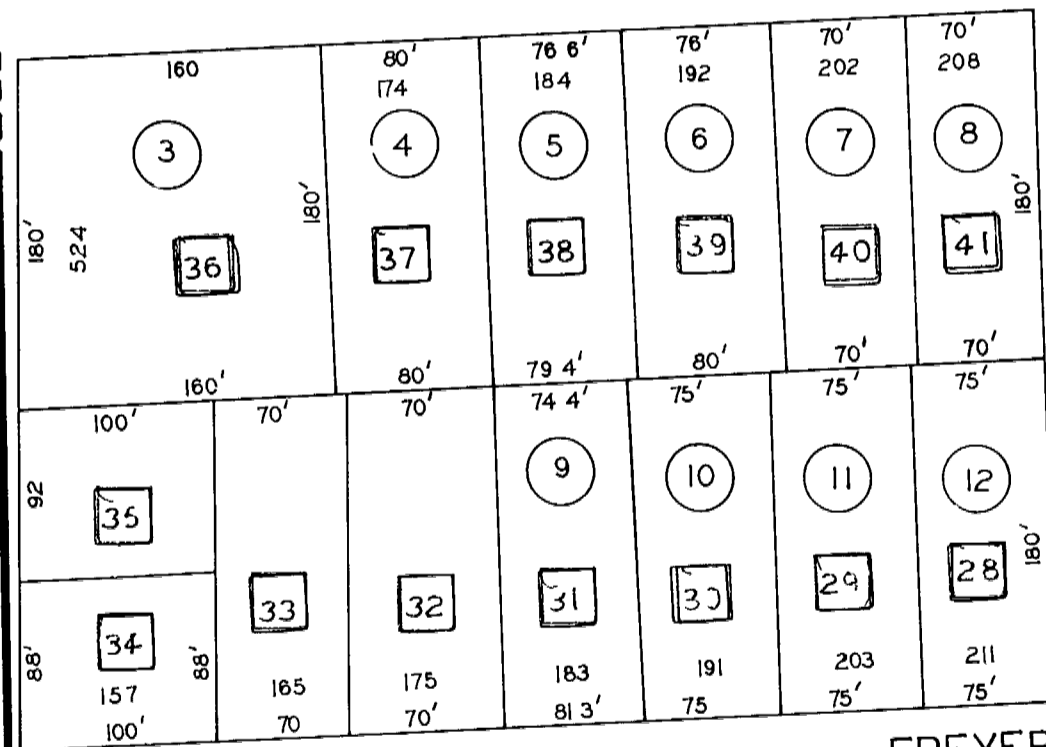 160 80' 76 6' 76' 70' 70'
174 184 192 202 208
3 4 5 6 7 8
180' 524 180' 180'
36 37 38 39 40 41
160' 80' 79 4' 80' 70' 70'
100' 70' 70' 74 4' 75' 75' 75'
9 10 11 12
92 35
180'
33 32 31 30 29 28
88' 34 88'
157 165 175 183 191 203 211
100' 70 70' 81 3' 75 75' 75'